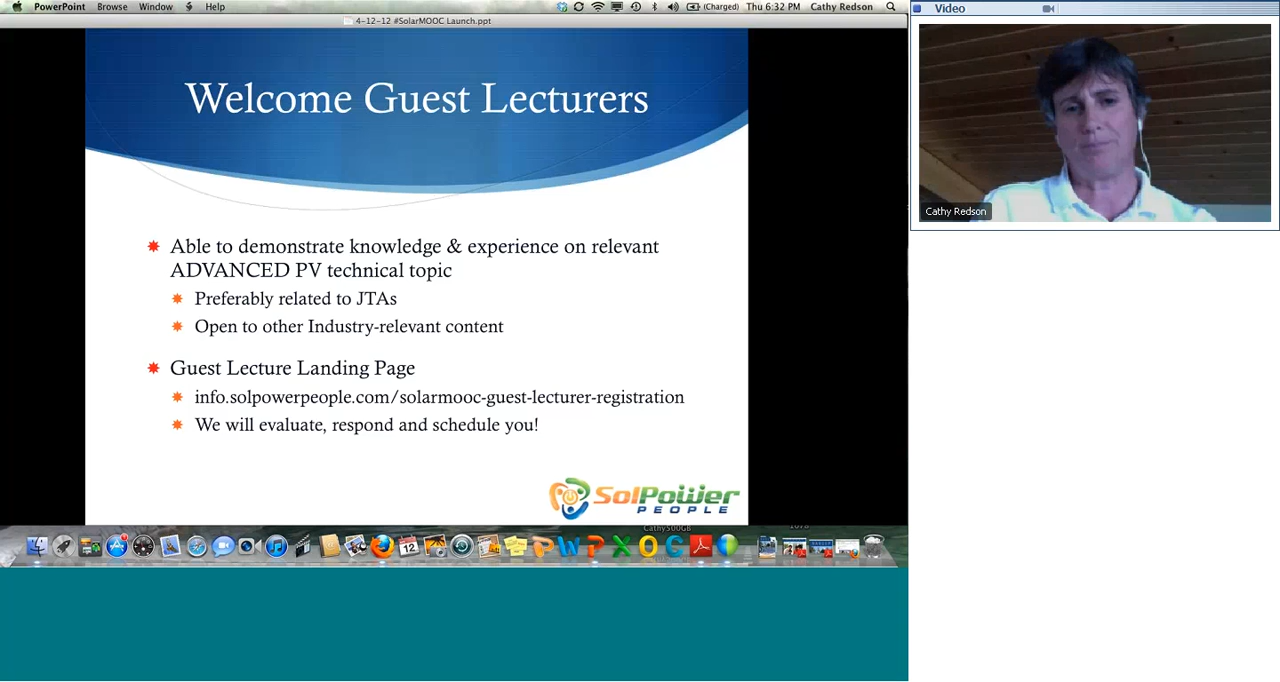 PowerPoint Browse Window Help (Charged) Thu 6:32 PM Cathy Redson
4-12-12 #SolarMOOC Launch.ppt
Video
Welcome Guest Lecturers
Cathy Redson
Able to demonstrate knowledge & experience on relevant
ADVANCED PV technical topic
Preferably related to JTAs
Open to other Industry-relevant content
Guest Lecture Landing Page
info.solpowerpeople.com/solarmooc-guest-lecturer-registration
We will evaluate, respond and schedule you!
SolPower
PEOPLE
Cathy500GB
12